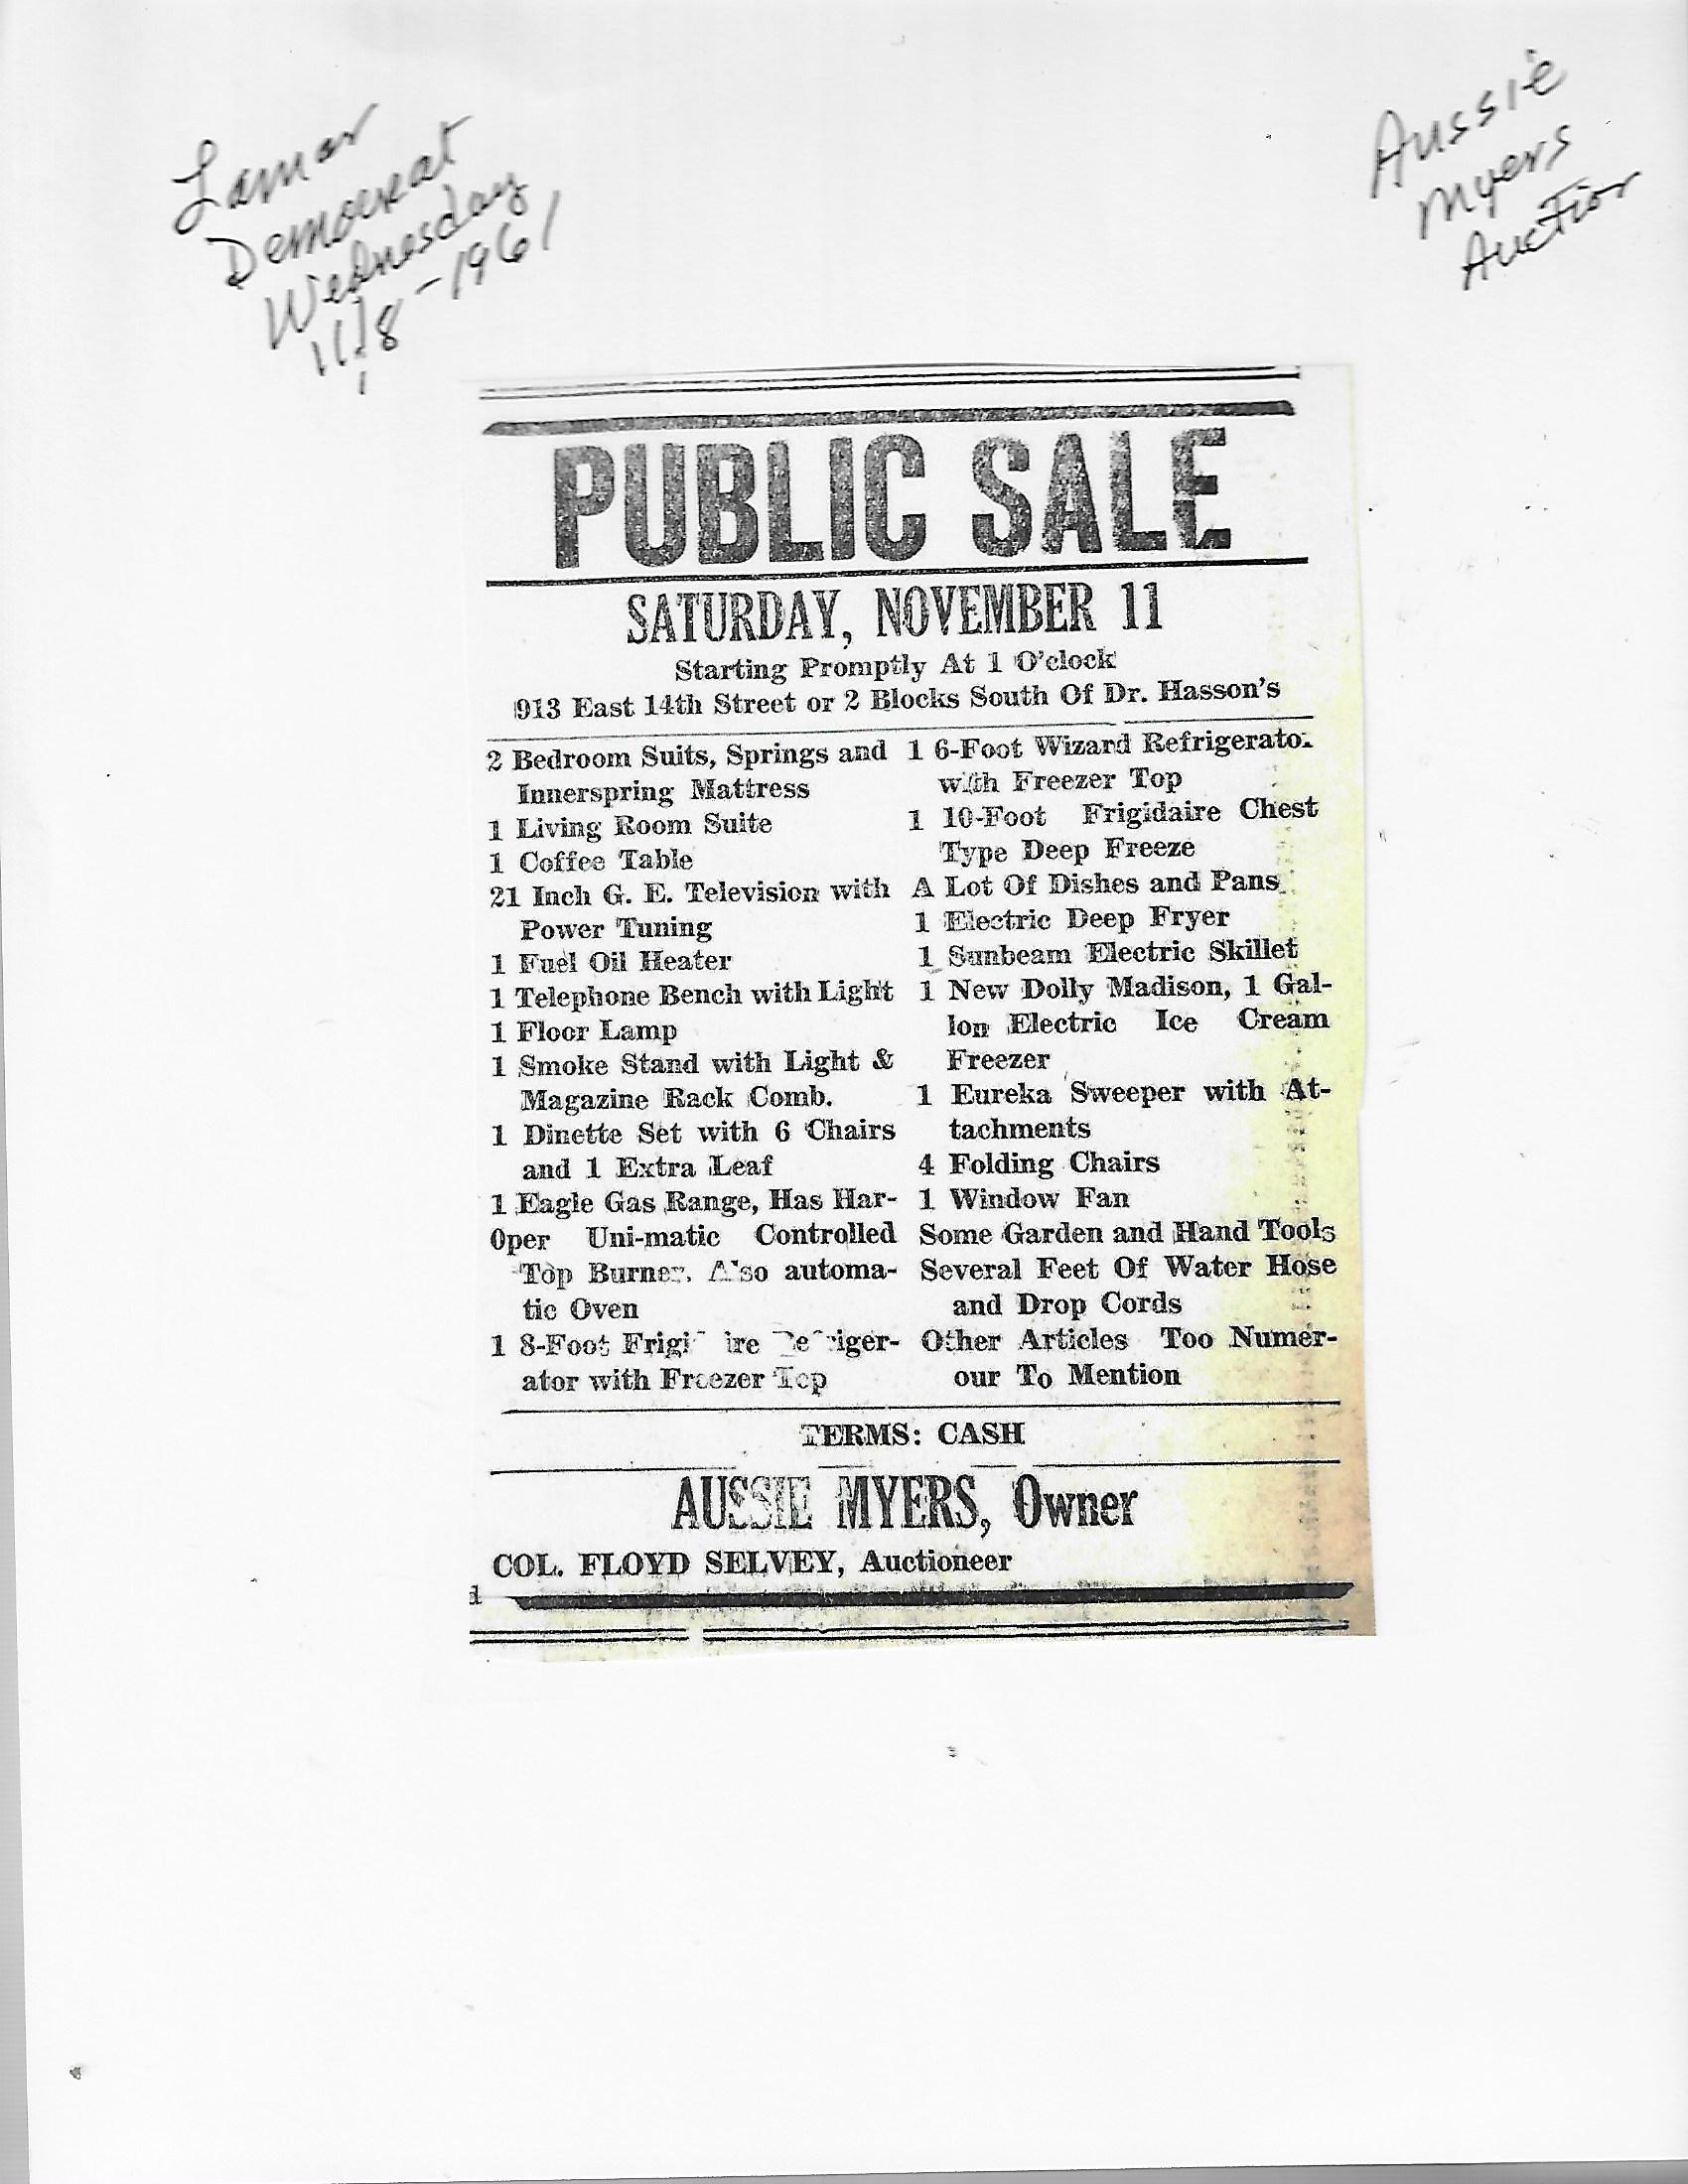 Lamar
Democrat
Wednesday
11-8-1961
Aussie
Myers
Auction
PUBLIC SALE
SATURDAY, NOVEMBER 11
Starting Promptly At 1 O'clock
913 East 14th Street or 2 Blocks South Of Dr. Hasson's
2 Bedroom Suits, Springs and
Innerspring Mattress
1 Living Room Suite
1 Coffee Table
21 Inch G. E. Television with
Power Tuning
1 Fuel Oil Heater
1 Telephone Bench with Light
1 Floor Lamp
1 Smoke Stand with Light &
Magazine Rack Comb.
1 Dinette Set with 6 Chairs
and 1 Extra Leaf
1 Eagle Gas Range, Has Har-
Oper Uni-matic Controlled
Top Burner. Also automa-
tic Oven
1 8-Foot Frigidaire Refriger-
ator with Freezer Top
1 6-Foot Wizard Refrigerator
with Freezer Top
1 10-Foot Frigidaire Chest
Type Deep Freeze
A Lot Of Dishes and Pans
1 Electric Deep Fryer
1 Sunbeam Electric Skillet
1 New Dolly Madison, 1 Gal-
lon Electric Ice Cream
Freezer
1 Eureka Sweeper with At-
tachments
4 Folding Chairs
1 Window Fan
Some Garden and Hand Tools
Several Feet Of Water Hose
and Drop Cords
Other Articles Too Numer-
our To Mention
TERMS: CASH
AUSSIE MYERS, Owner
COL. FLOYD SELVEY, Auctioneer